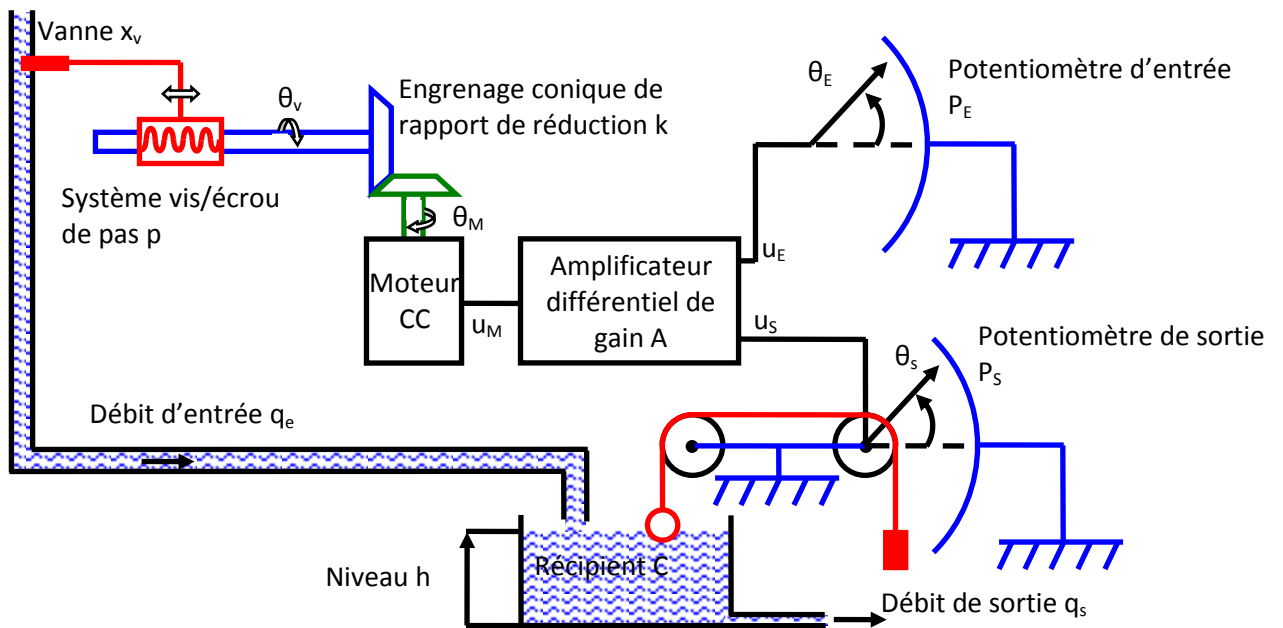 Vanne xᵥ
θᵥ
Engrenage conique de
rapport de réduction k
θ_E
Potentiomètre d'entrée
P_E
Système vis/écrou
de pas p
θ_M
Moteur
CC
u_M
Amplificateur
différentiel de
gain A
u_E
u_S
Potentiomètre de sortie
P_S
θ_s
Débit d'entrée q_e
Niveau h
Récipient C
Débit de sortie q_s